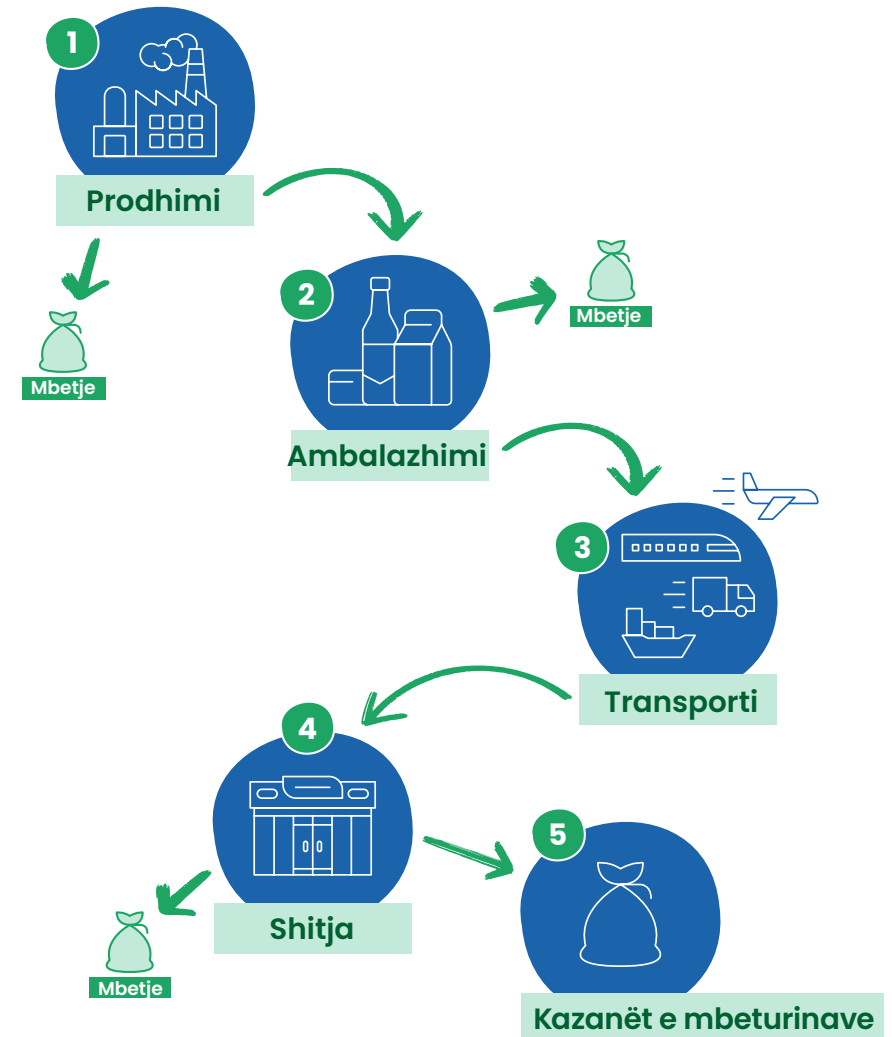 1
Prodhimi
Mbetje
2
Mbetje
Ambalazhimi
3
Transporti
4
Shitja
Mbetje
5
Kazanët e mbeturinave